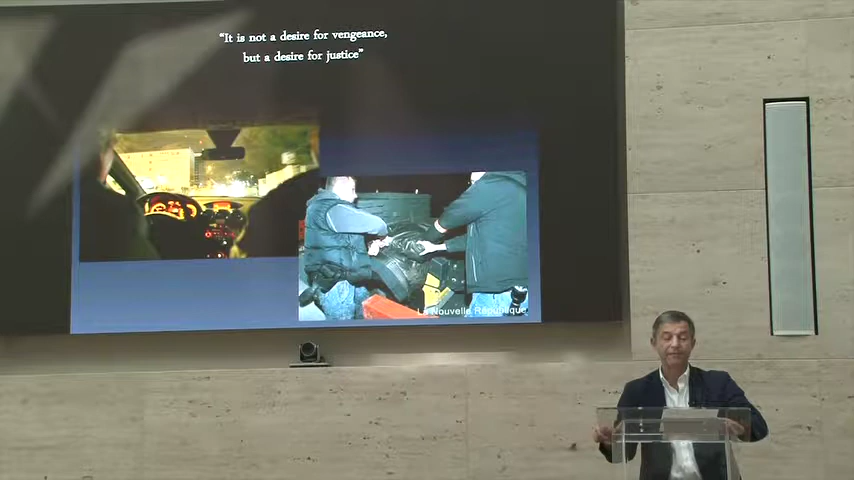 “It is not a desire for vengeance,
but a desire for justice”
La Nouvelle République